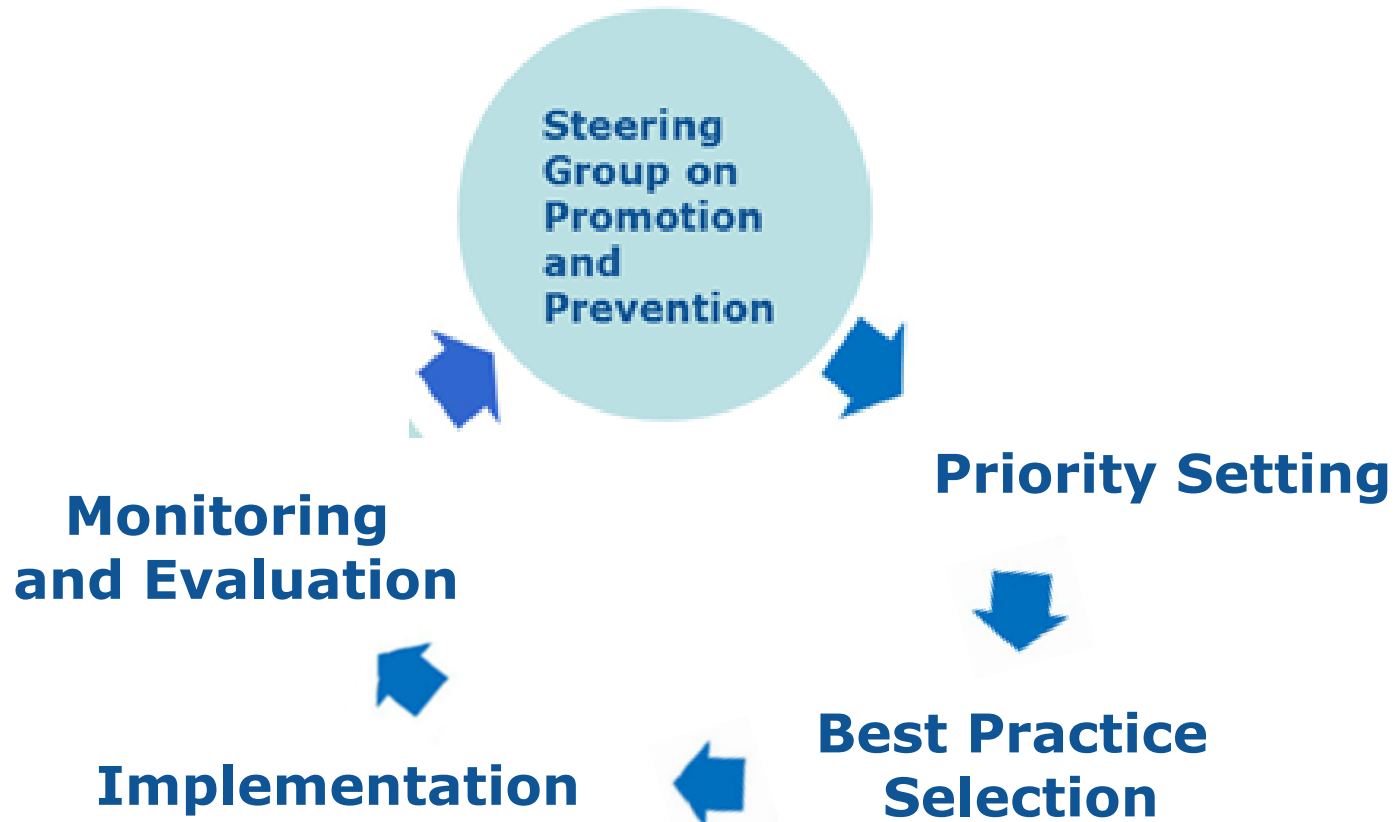 Steering
Group on
Promotion
and
Prevention
Priority Setting
Best Practice
Selection
Implementation
Monitoring
and Evaluation